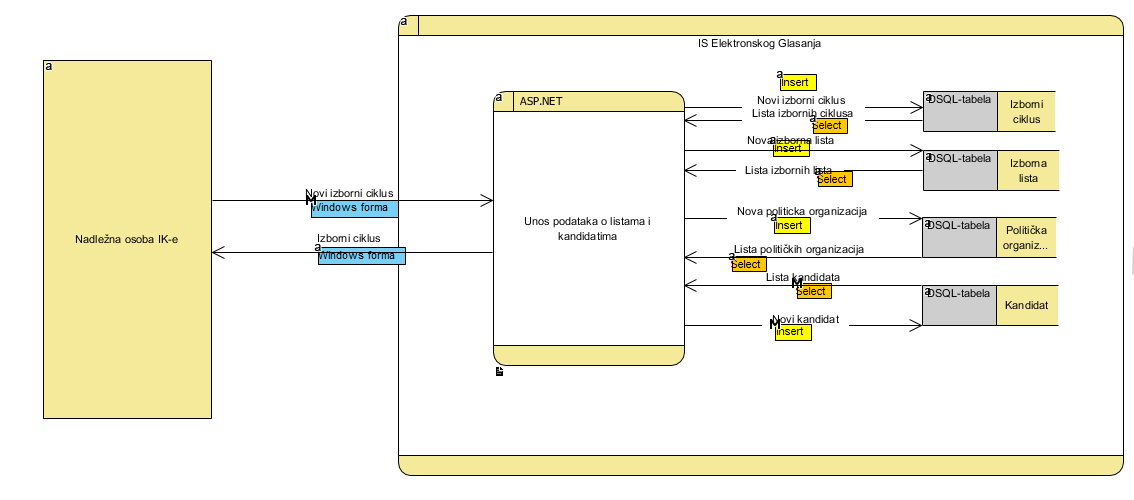 a
IS Elektronskog Glasanja
a
Nadležna osoba IK-e
Novi izborni ciklus
M
Windows forma
Izborni ciklus
a
Windows forma
a
ASP.NET
Unos podataka o listama i
kandidatima
a
Insert
Novi izborni ciklus
Lista izbornih ciklusa
a
Select
Nova izborna lista
a
Insert
Lista izbornih lista
a
Select
Nova politicka organizacija
a
Insert
Lista političkih organizacija
a
Select
Lista kandidata
M
Select
Novi kandidat
M
Insert
a
DSQL-tabela
Izborni
ciklus
a
DSQL-tabela
Izborna
lista
a
DSQL-tabela
Politička
organiz...
a
DSQL-tabela
Kandidat